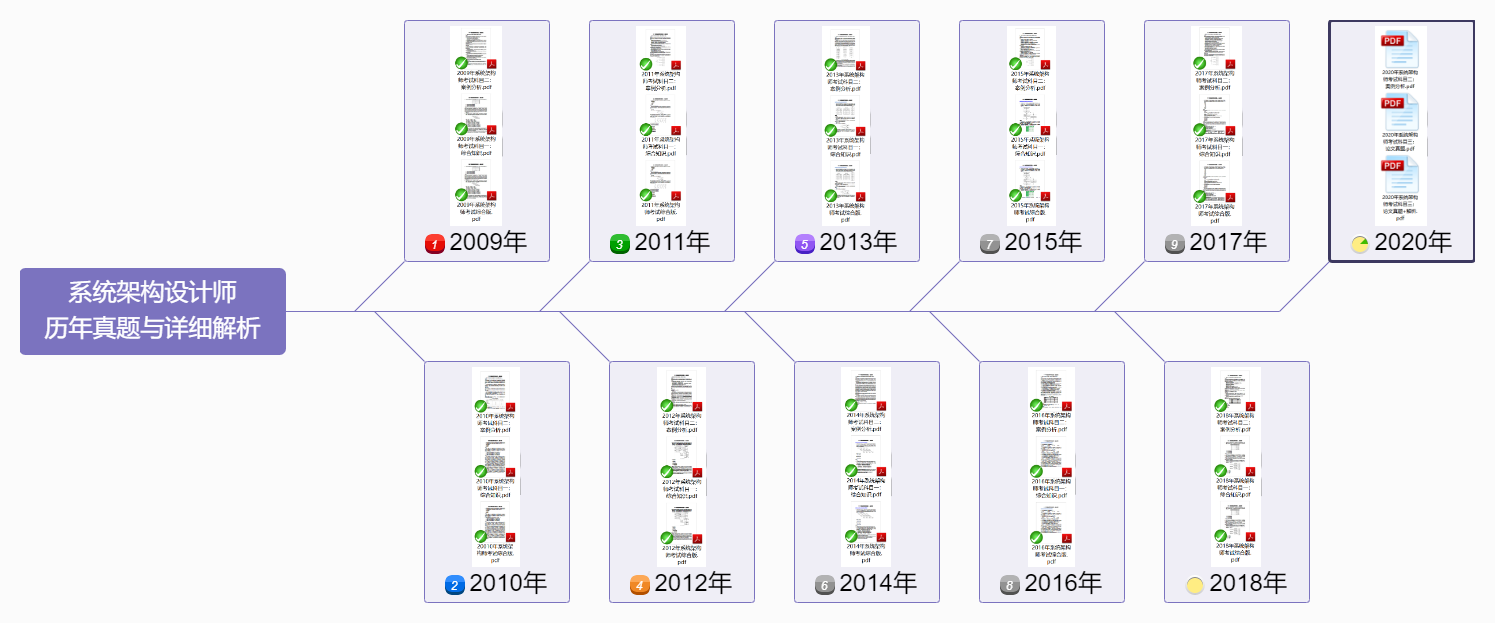 系统架构设计师
历年真题与详细解析
2009年系统架构
师考试科目二:
案例分析.pdf
2009年系统架构
师考试科目一:
综合知识.pdf
2009年系统架构
师考试综合版.
pdf
1 2009年
2011年系统架构
师考试科目二:
案例分析.pdf
2011年系统架构
师考试科目一:
综合知识.pdf
2011年系统架构
师考试综合版.
pdf
3 2011年
2013年系统架构
师考试科目二:
案例分析.pdf
2013年系统架构
师考试科目一:
综合知识.pdf
2013年系统架构
师考试综合版.
pdf
5 2013年
2015年系统架构
师考试科目二:
案例分析.pdf
2015年系统架构
师考试科目一:
综合知识.pdf
2015年系统架构
师考试综合版.
pdf
7 2015年
2017年系统架构
师考试科目二:
案例分析.pdf
2017年系统架构
师考试科目一:
综合知识.pdf
2017年系统架构
师考试综合版.
pdf
9 2017年
PDF
2020年系统架构
师考试科目二:
案例分析.pdf
PDF
2020年系统架构
师考试科目三:
论文真题.pdf
PDF
2020年系统架构
师考试科目三:
论文真题+解析.
pdf
2020年
2010年系统架构
师考试科目二:
案例分析.pdf
2010年系统架构
师考试科目一:
综合知识.pdf
20010年系统架
构师考试综合版.
pdf
2 2010年
2012年系统架构
师考试科目二:
案例分析.pdf
2012年系统架构
师考试科目一:
综合知识.pdf
2012年系统架构
师考试综合版.
pdf
4 2012年
2014年系统架构
师考试科目二:
案例分析.pdf
2014年系统架构
师考试科目一:
综合知识.pdf
2014年系统架构
师考试综合版.
pdf
6 2014年
2016年系统架构
师考试科目二:
案例分析.pdf
2016年系统架构
师考试科目一:
综合知识.pdf
2016年系统架构
师考试综合版.
pdf
8 2016年
2018年系统架构
师考试科目二:
案例分析.pdf
2018年系统架构
师考试科目一:
综合知识.pdf
2018年系统架构
师考试综合版.
pdf
2018年